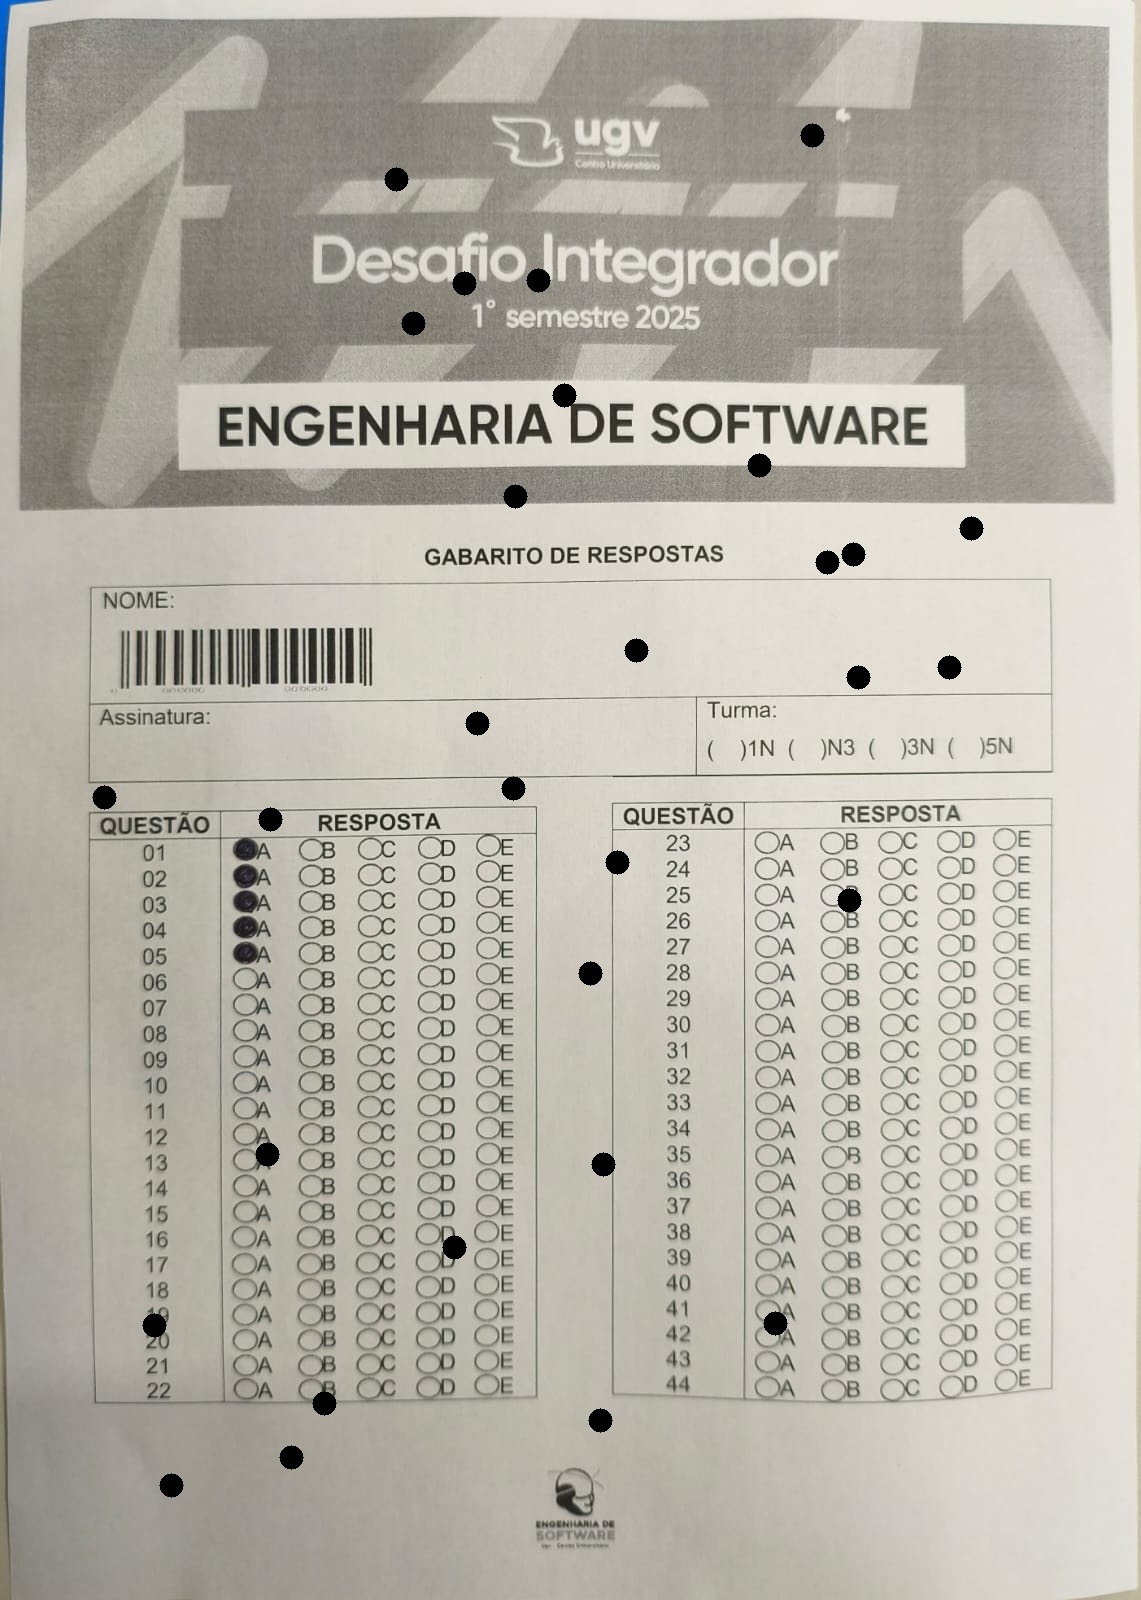 ugv
Centro Universitário
Desafio Integrador
1° semestre 2025
ENGENHARIA DE SOFTWARE
GABARITO DE RESPOSTAS
NOME:
Assinatura:
Turma:
( )1N ( )N3 ( )3N ( )5N
QUESTÃO RESPOSTA
01 A B C D E
02 A B C D E
03 A B C D E
04 A B C D E
05 A B C D E
06 A B C D E
07 A B C D E
08 A B C D E
09 A B C D E
10 A B C D E
11 A B C D E
12 A B C D E
13 A B C D E
14 A B C D E
15 A B C D E
16 A B C D E
17 A B C D E
18 A B C D E
19 A B C D E
20 A B C D E
21 A B C D E
22 A B C D E
QUESTÃO RESPOSTA
23 A B C D E
24 A B C D E
25 A B C D E
26 A B C D E
27 A B C D E
28 A B C D E
29 A B C D E
30 A B C D E
31 A B C D E
32 A B C D E
33 A B C D E
34 A B C D E
35 A B C D E
36 A B C D E
37 A B C D E
38 A B C D E
39 A B C D E
40 A B C D E
41 A B C D E
42 A B C D E
43 A B C D E
44 A B C D E
ENGENHARIA DE
SOFTWARE
Ugv - Centro Universitário